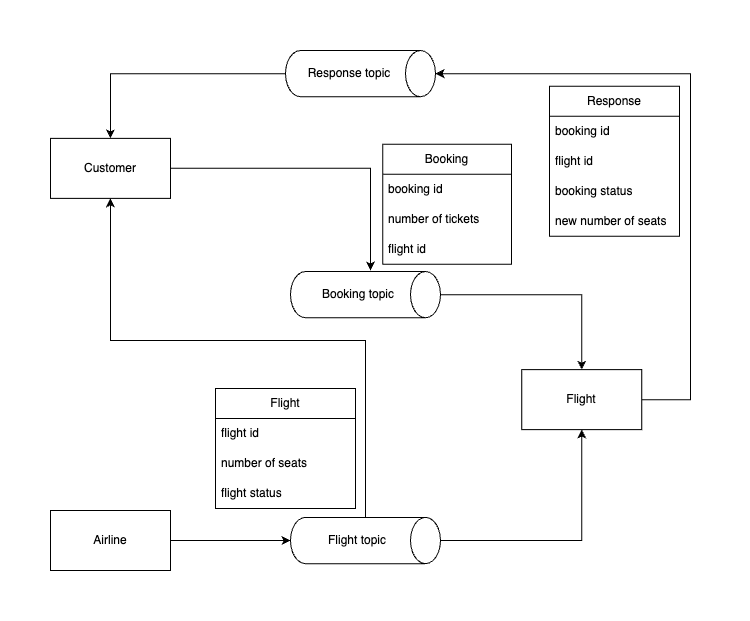 Response topic
Response
booking id
flight id
booking status
new number of seats
Customer
Booking
booking id
number of tickets
flight id
Booking topic
Flight
Flight
flight id
number of seats
flight status
Airline
Flight topic